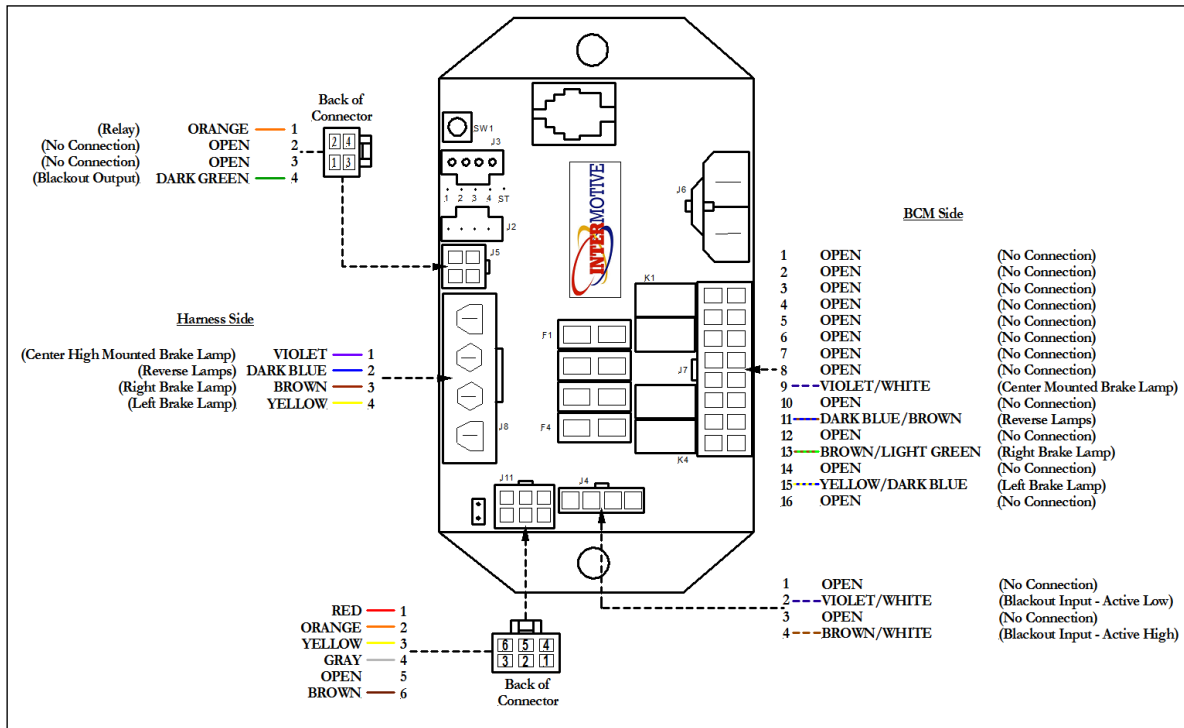 Back of
Connector
(Relay) ORANGE 1
(No Connection) OPEN 2
(No Connection) OPEN 3
(Blackout Output) DARK GREEN 4
2 4
1 3
SW1
J3
1 2 3 4 ST
J2
J5
INTERMOTIVE
J6
K1
F1
J7
F4
K4
J8
J11
J4
Harness Side
(Center High Mounted Brake Lamp) VIOLET 1
(Reverse Lamps) DARK BLUE 2
(Right Brake Lamp) BROWN 3
(Left Brake Lamp) YELLOW 4
BCM Side
1 OPEN (No Connection)
2 OPEN (No Connection)
3 OPEN (No Connection)
4 OPEN (No Connection)
5 OPEN (No Connection)
6 OPEN (No Connection)
7 OPEN (No Connection)
8 OPEN (No Connection)
9 VIOLET/WHITE (Center Mounted Brake Lamp)
10 OPEN (No Connection)
11 DARK BLUE/BROWN (Reverse Lamps)
12 OPEN (No Connection)
13 BROWN/LIGHT GREEN (Right Brake Lamp)
14 OPEN (No Connection)
15 YELLOW/DARK BLUE (Left Brake Lamp)
16 OPEN (No Connection)
1 OPEN (No Connection)
2 VIOLET/WHITE (Blackout Input - Active Low)
3 OPEN (No Connection)
4 BROWN/WHITE (Blackout Input - Active High)
RED 1
ORANGE 2
YELLOW 3
GRAY 4
OPEN 5
BROWN 6
6 5 4
3 2 1
Back of
Connector